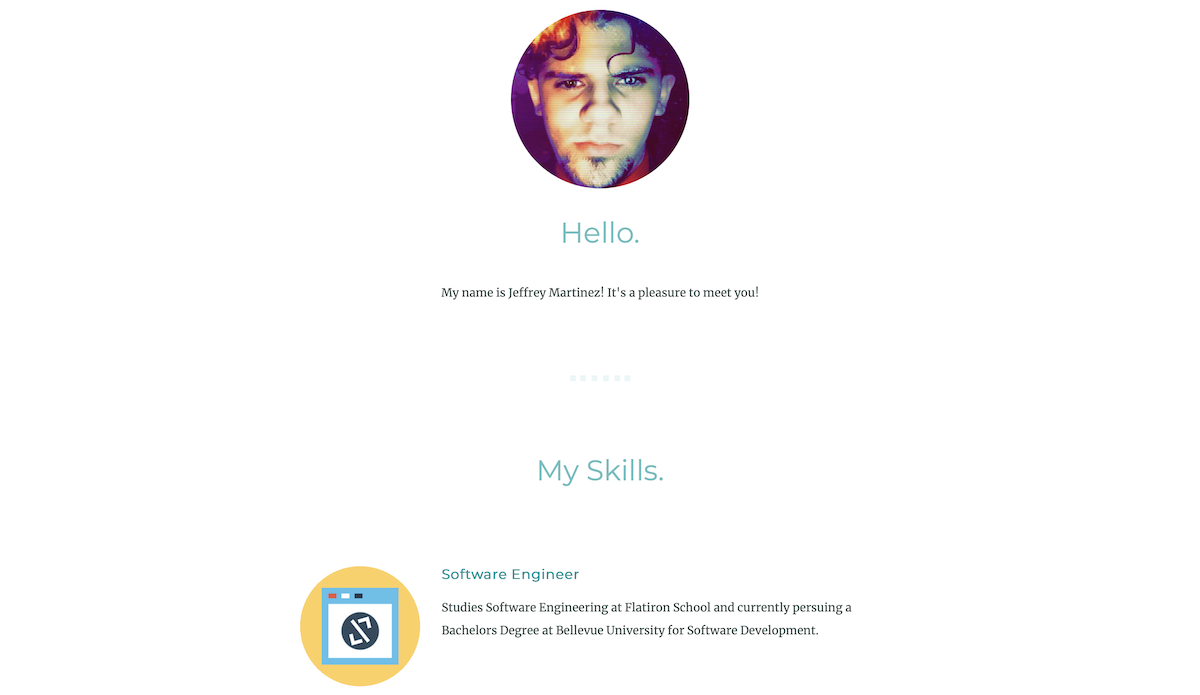 Hello.
My name is Jeffrey Martinez! It's a pleasure to meet you!
My Skills.
Software Engineer
Studies Software Engineering at Flatiron School and currently persuing a
Bachelors Degree at Bellevue University for Software Development.